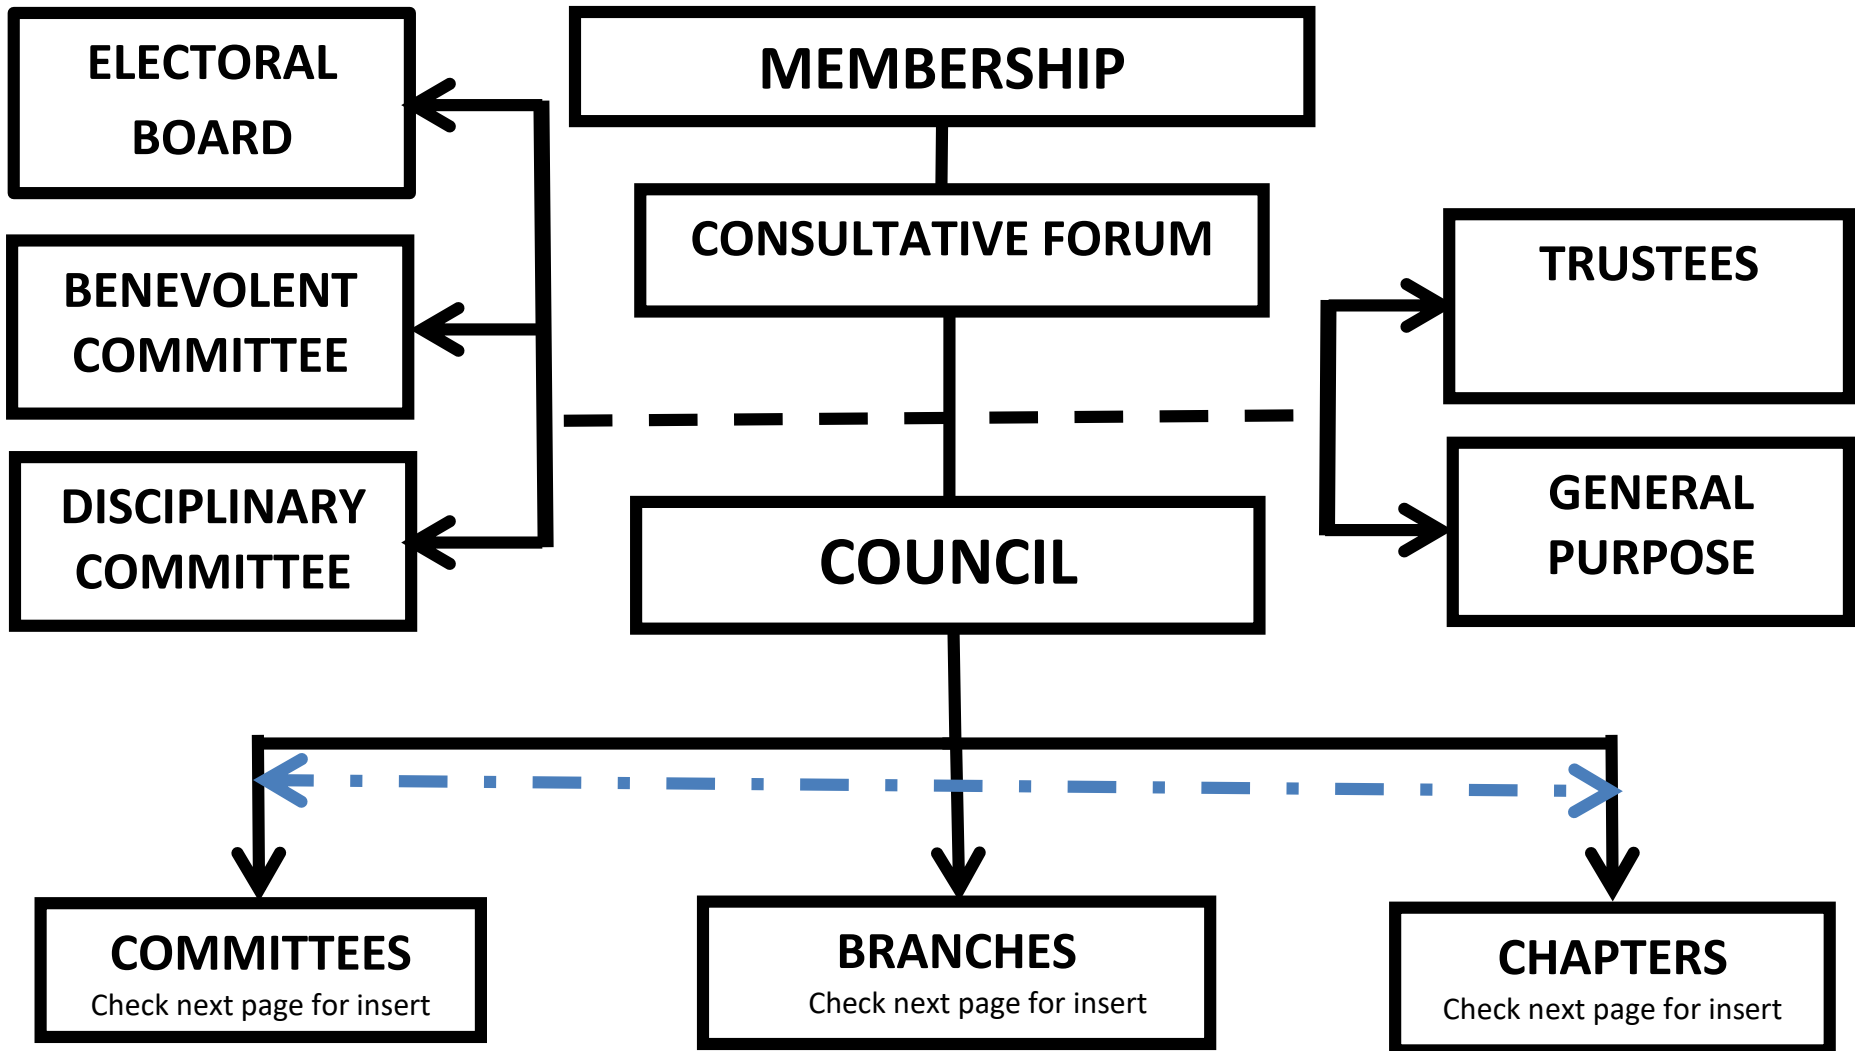 ELECTORAL
BOARD
MEMBERSHIP
CONSULTATIVE FORUM
TRUSTEES
BENEVOLENT
COMMITTEE
DISCIPLINARY
COMMITTEE
COUNCIL
GENERAL
PURPOSE
COMMITTEES
Check next page for insert
BRANCHES
Check next page for insert
CHAPTERS
Check next page for insert